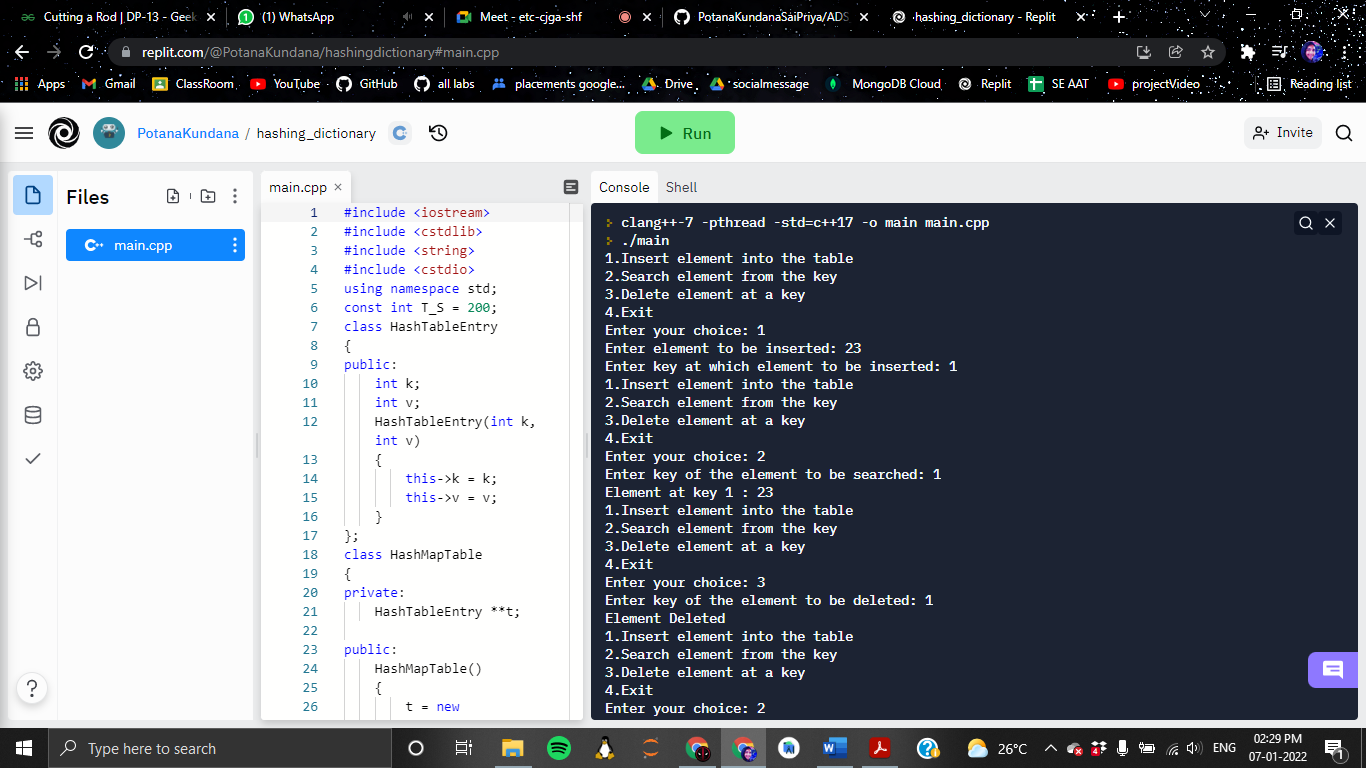 Cutting a Rod | DP-13 - Geek
(1) WhatsApp
Meet - etc-cjga-shf
PotanaKundanaSaiPriya/ADS
hashing_dictionary - Replit
replit.com/@PotanaKundana/hashingdictionary#main.cpp
Apps
Gmail
ClassRoom
YouTube
GitHub
all labs
placements google...
Drive
socialmessage
MongoDB Cloud
Replit
SE AAT
projectVideo
Reading list
PotanaKundana / hashing_dictionary
Run
Invite
Files
main.cpp
main.cpp
1 #include <iostream>
2 #include <cstdlib>
3 #include <string>
4 #include <cstdio>
5 using namespace std;
6 const int T_S = 200;
7 class HashTableEntry
8 {
9 public:
10 int k;
11 int v;
12 HashTableEntry(int k,
int v)
13 {
14 this->k = k;
15 this->v = v;
16 }
17 };
18 class HashMapTable
19 {
20 private:
21 HashTableEntry **t;
22
23 public:
24 HashMapTable()
25 {
26 t = new
Console
Shell
clang++-7 -pthread -std=c++17 -o main main.cpp
./main
1.Insert element into the table
2.Search element from the key
3.Delete element at a key
4.Exit
Enter your choice: 1
Enter element to be inserted: 23
Enter key at which element to be inserted: 1
1.Insert element into the table
2.Search element from the key
3.Delete element at a key
4.Exit
Enter your choice: 2
Enter key of the element to be searched: 1
Element at key 1 : 23
1.Insert element into the table
2.Search element from the key
3.Delete element at a key
4.Exit
Enter your choice: 3
Enter key of the element to be deleted: 1
Element Deleted
1.Insert element into the table
2.Search element from the key
3.Delete element at a key
4.Exit
Enter your choice: 2
?
Type here to search
26°C
ENG
02:29 PM
07-01-2022
1